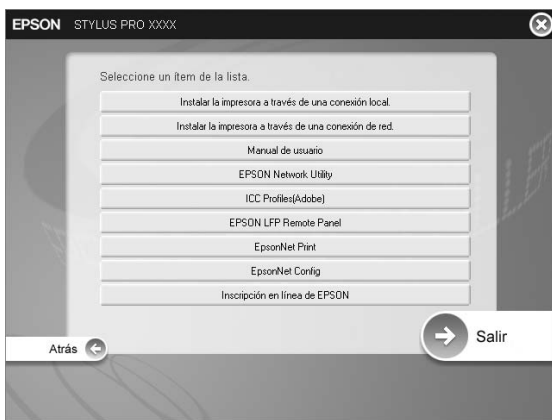 EPSON STYLUS PRO XXXX
Seleccione un ítem de la lista.
Instalar la impresora a través de una conexión local.
Instalar la impresora a través de una conexión de red.
Manual de usuario
EPSON Network Utility
ICC Profiles(Adobe)
EPSON LFP Remote Panel
EpsonNet Print
EpsonNet Config
Inscripción en línea de EPSON
Salir
Atrás